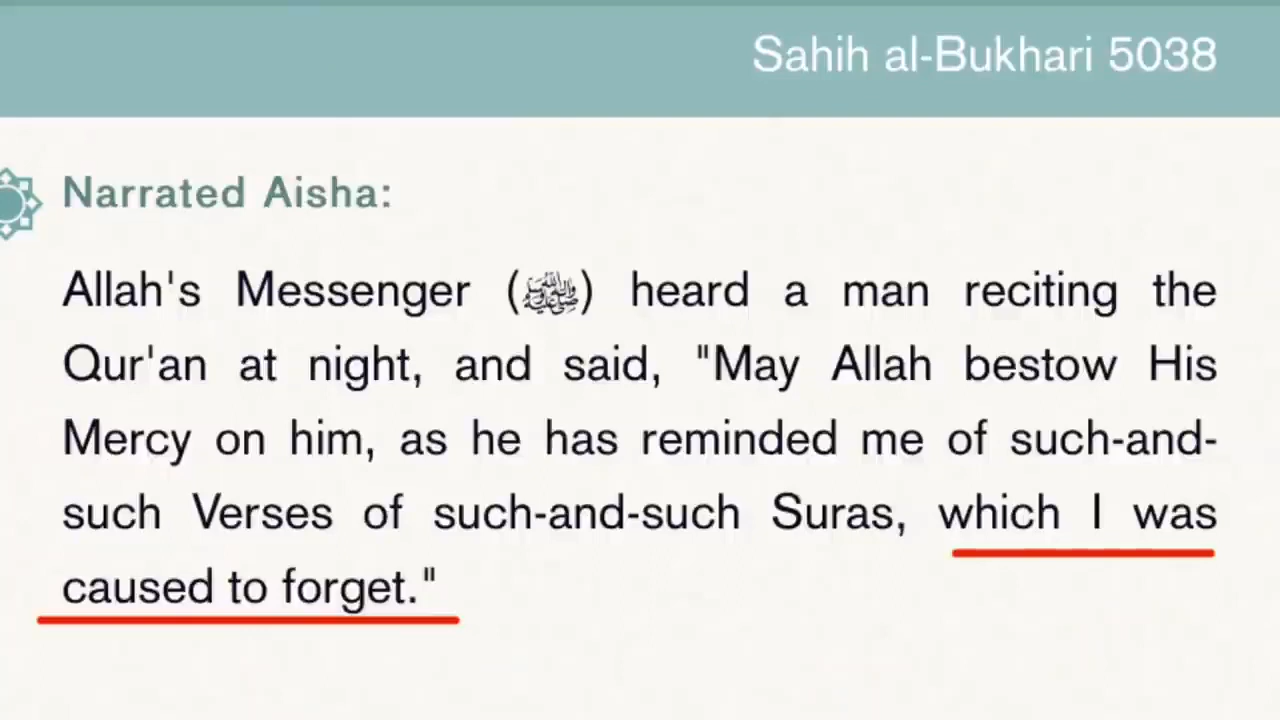 Sahih al-Bukhari 5038
Narrated Aisha:
Allah's Messenger (ﷺ) heard a man reciting the
Qur'an at night, and said, "May Allah bestow His
Mercy on him, as he has reminded me of such-and-
such Verses of such-and-such Suras, which I was
caused to forget."